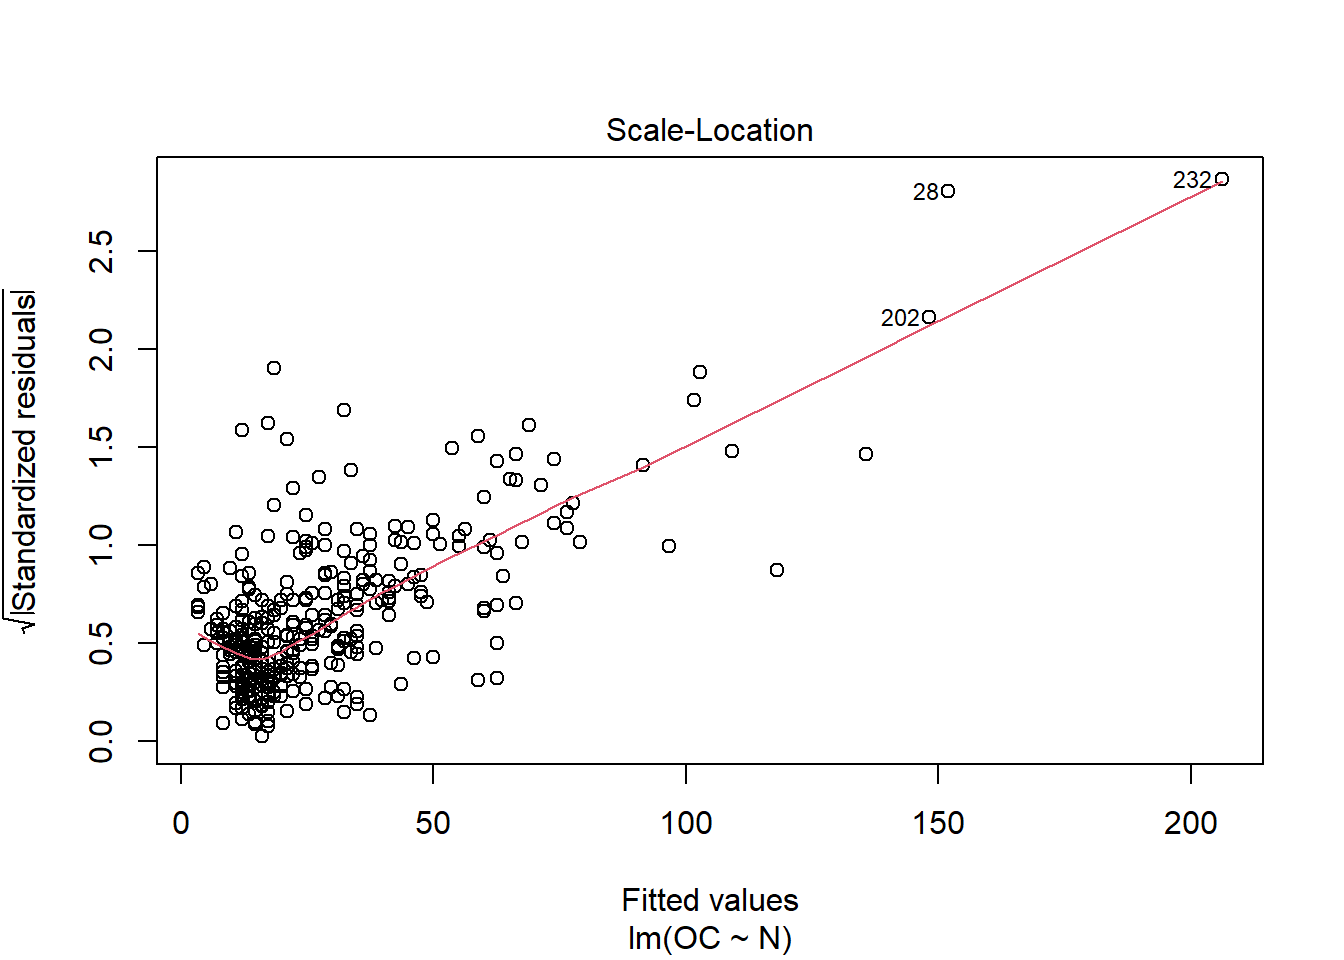 Scale-Location
√|Standardized residuals|
2.5
2.0
1.5
1.0
0.5
0.0
28
232
202
0 50 100 150 200
Fitted values
lm(OC ~ N)